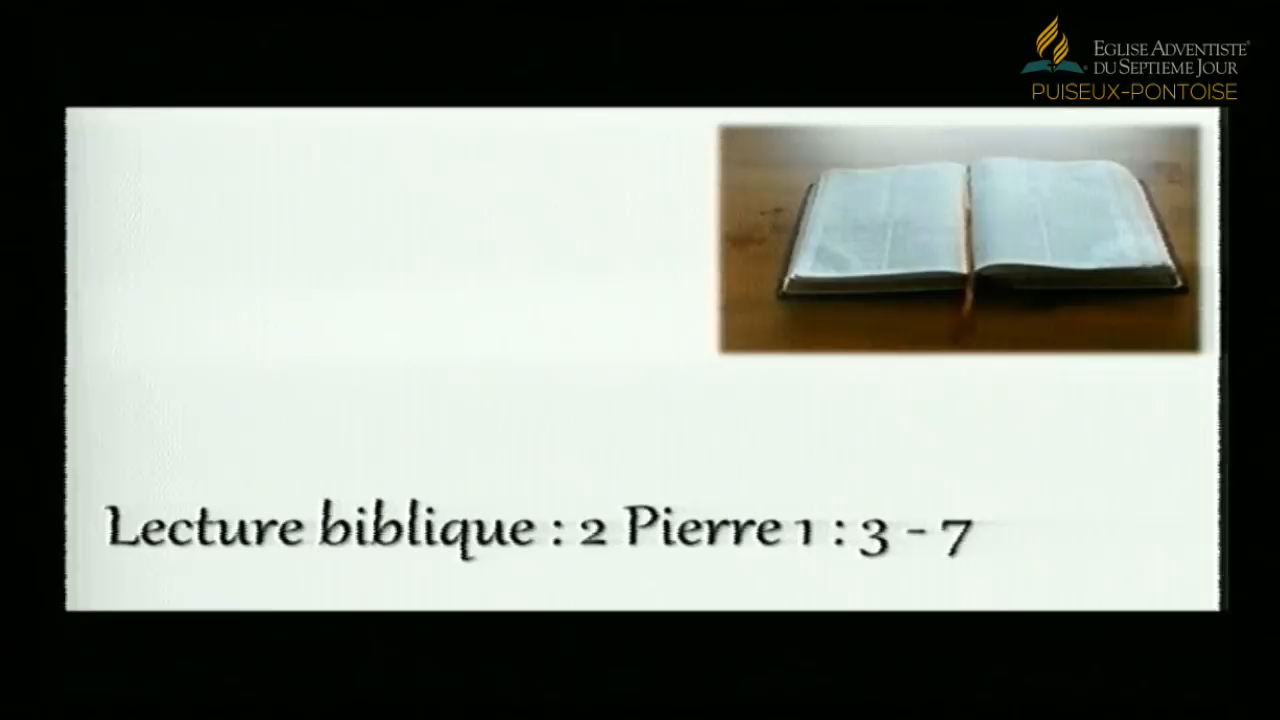 EGLISE ADVENTISTE
DU SEPTIEME JOUR
PUISEUX-PONTOISE
Lecture biblique : 2 Pierre 1 : 3 - 7